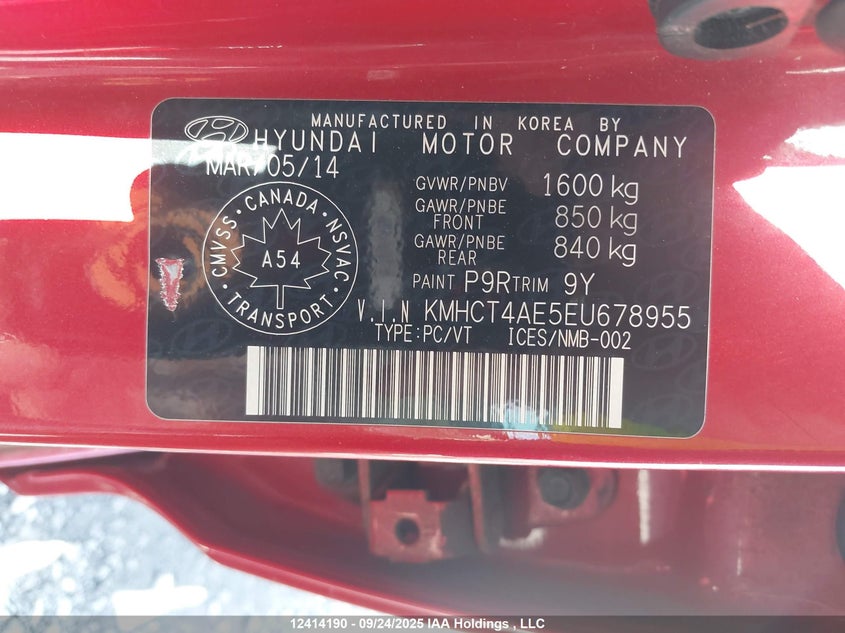 MANUFACTURED IN KOREA BY
HYUNDAI MOTOR COMPANY
MAR/05/14
GVWR/PNBV 1600 kg
GAWR/PNBE FRONT 850 kg
GAWR/PNBE REAR 840 kg
CMVSS · CANADA · NSVAC
A54
· TRANSPORT ·
PAINT P9R TRIM 9Y
V.I.N KMHCT4AE5EU678955
TYPE:PC/VT ICES/NMB-002
12414190 - 09/24/2025 IAA Holdings , LLC